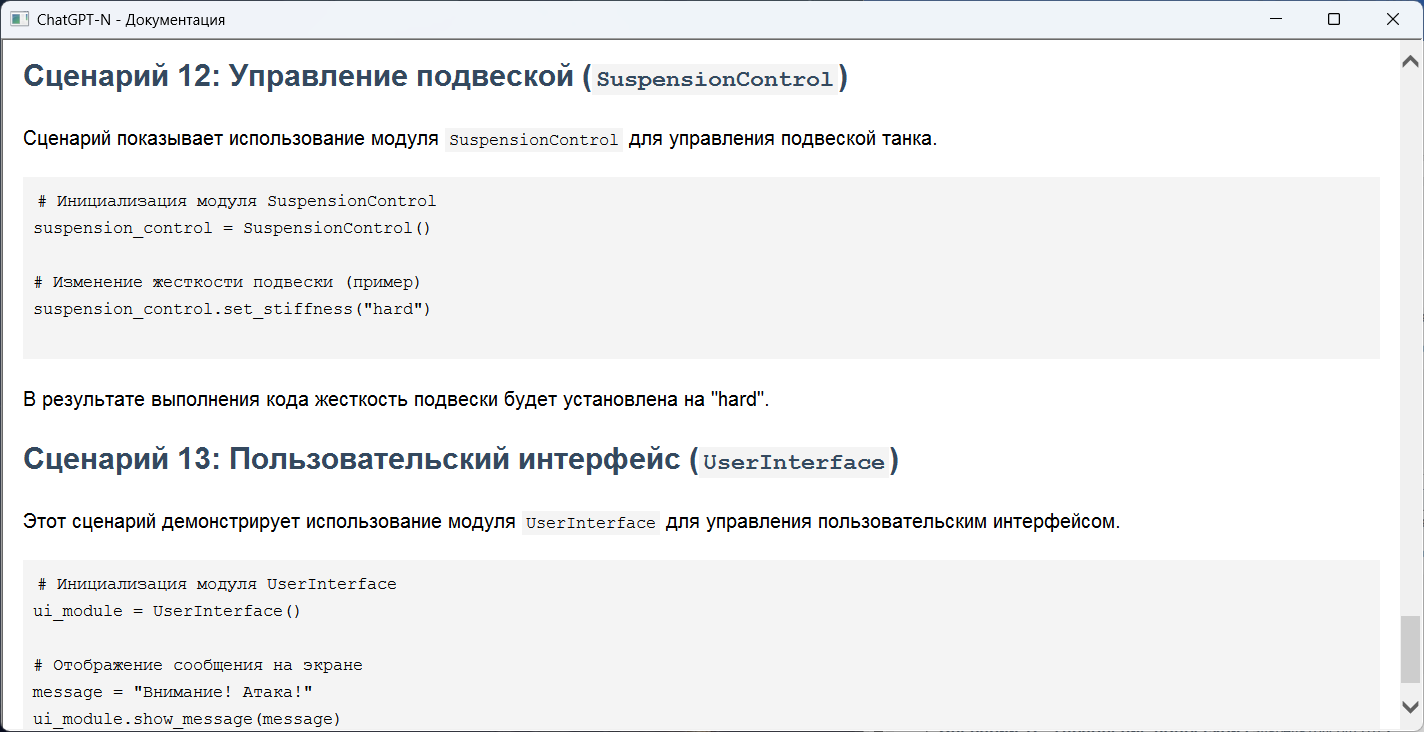 ChatGPT-N - Документация
Сценарий 12: Управление подвеской (SuspensionControl)
Сценарий показывает использование модуля SuspensionControl для управления подвеской танка.
# Инициализация модуля SuspensionControl
suspension_control = SuspensionControl()
# Изменение жесткости подвески (пример)
suspension_control.set_stiffness("hard")
В результате выполнения кода жесткость подвески будет установлена на "hard".
Сценарий 13: Пользовательский интерфейс (UserInterface)
Этот сценарий демонстрирует использование модуля UserInterface для управления пользовательским интерфейсом.
# Инициализация модуля UserInterface
ui_module = UserInterface()
# Отображение сообщения на экране
message = "Внимание! Атака!"
ui_module.show_message(message)